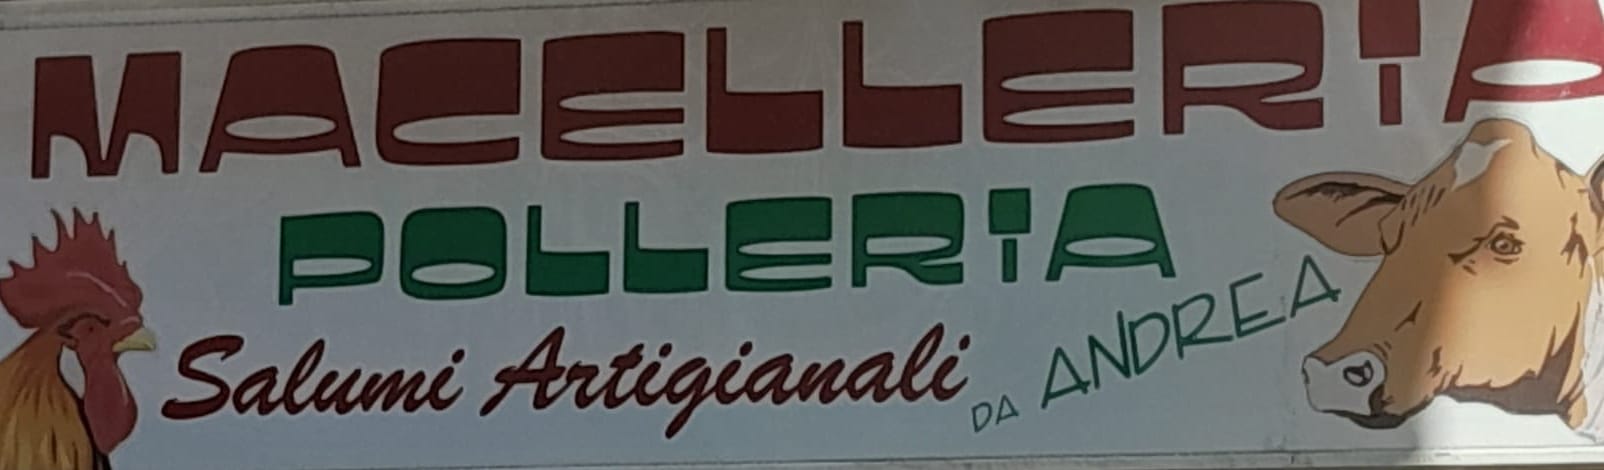 MACELLERIA
POLLERIA
Salumi Artigianali
DA ANDREA